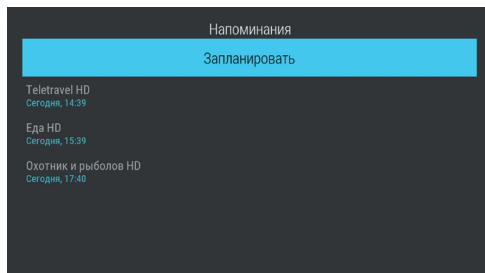 Напоминания
Запланировать
Teletravel HD
Сегодня, 14:39
Еда HD
Сегодня, 15:39
Охотник и рыболов HD
Сегодня, 17:40